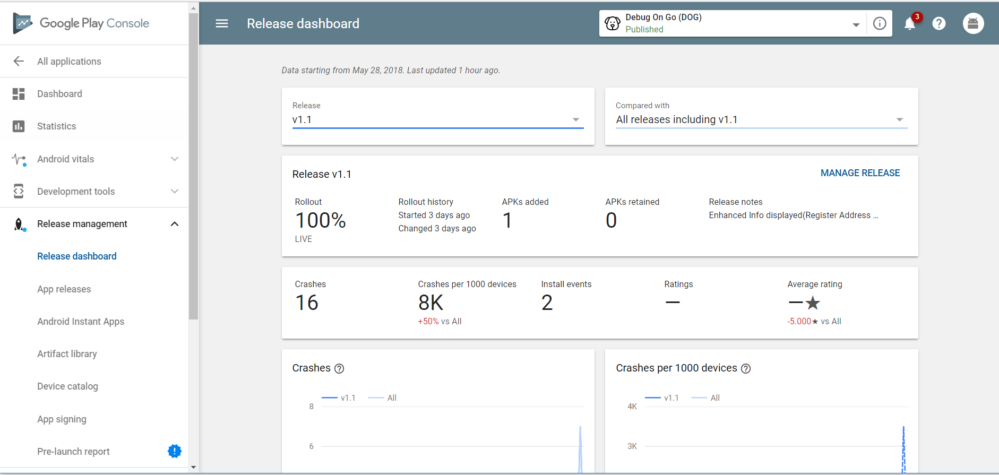 Google Play Console
All applications
Dashboard
Statistics
Android vitals
Development tools
Release management
Release dashboard
App releases
Android Instant Apps
Artifact library
Device catalog
App signing
Pre-launch report
Release dashboard
Debug On Go (DOG)
Published
3
Data starting from May 28, 2018. Last updated 1 hour ago.
Release
v1.1
Compared with
All releases including v1.1
Release v1.1
MANAGE RELEASE
Rollout
100%
LIVE
Rollout history
Started 3 days ago
Changed 3 days ago
APKs added
1
APKs retained
0
Release notes
Enhanced Info displayed(Register Address ...
Crashes
16
Crashes per 1000 devices
8K
+50% vs All
Install events
2
Ratings
—
Average rating
—★
-5.000★ vs All
Crashes
v1.1 All
8
6
Crashes per 1000 devices
v1.1 All
4K
3K